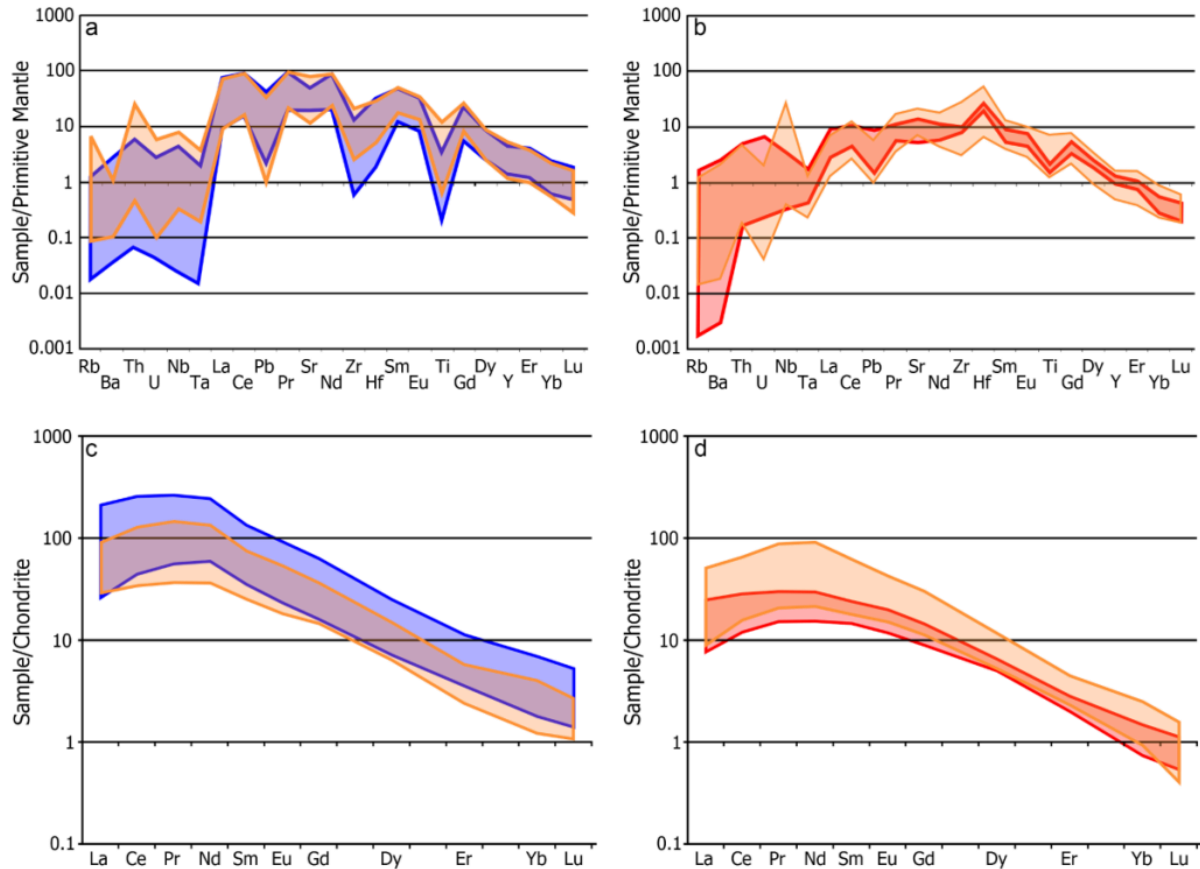 a
1000
100
10
1
0.1
0.01
0.001
Sample/Primitive Mantle
Rb Ba Th U Nb Ta La Ce Pb Pr Sr Nd Zr Hf Sm Eu Ti Gd Dy Y Er Yb Lu
b
1000
100
10
1
0.1
0.01
0.001
Sample/Primitive Mantle
Rb Ba Th U Nb Ta La Ce Pb Pr Sr Nd Zr Hf Sm Eu Ti Gd Dy Y Er Yb Lu
c
1000
100
10
1
0.1
Sample/Chondrite
La Ce Pr Nd Sm Eu Gd Dy Er Yb Lu
d
1000
100
10
1
0.1
Sample/Chondrite
La Ce Pr Nd Sm Eu Gd Dy Er Yb Lu